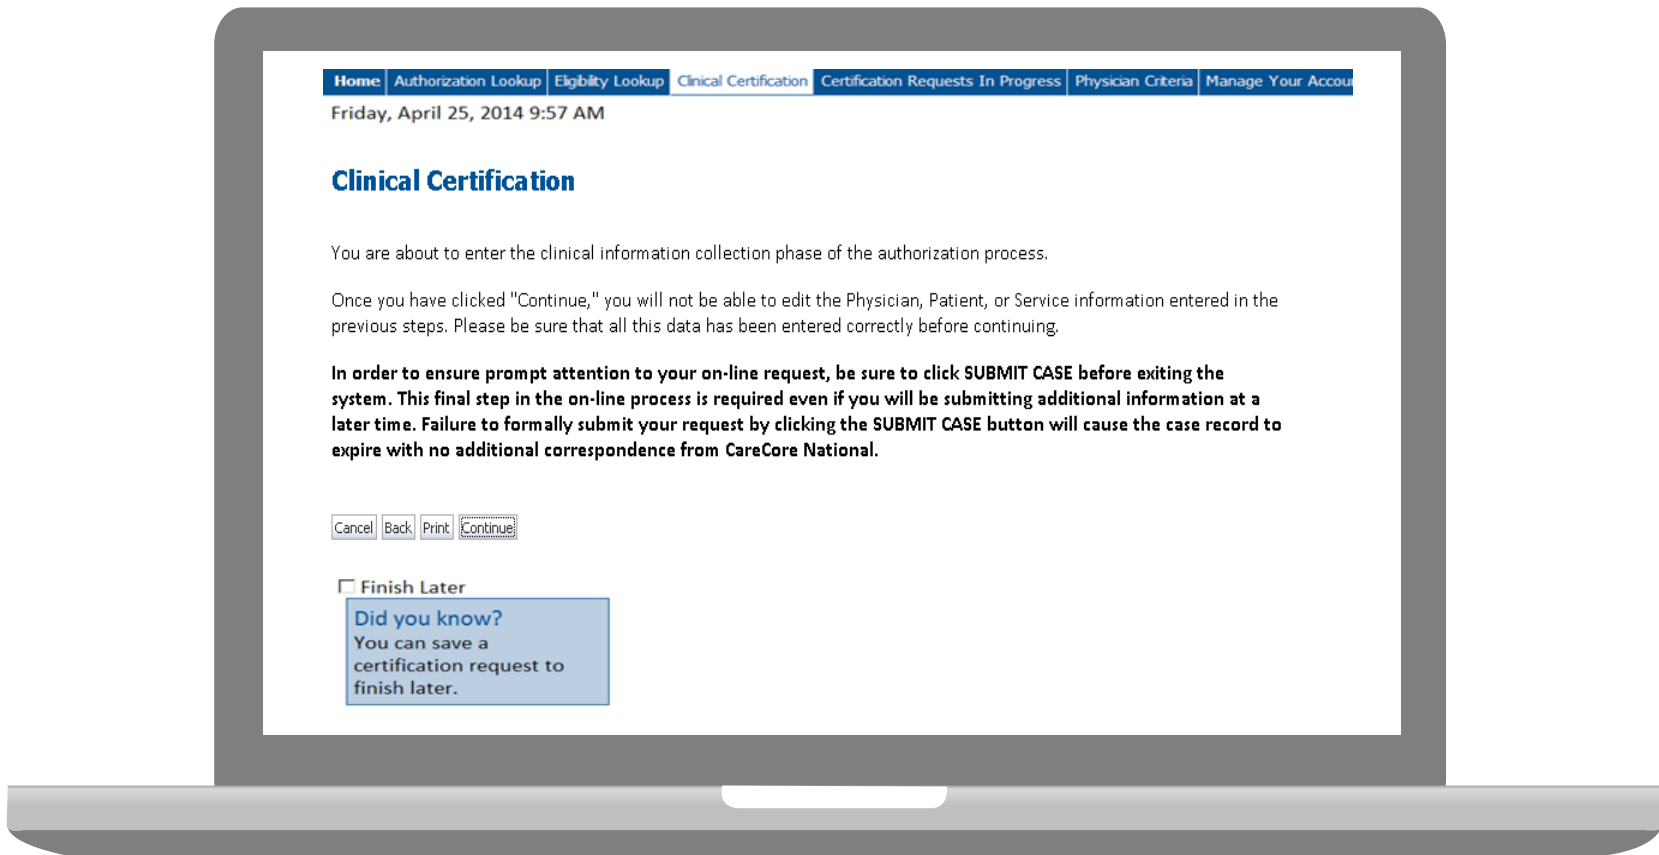 Home Authorization Lookup Eligibility Lookup Clinical Certification Certification Requests In Progress Physician Criteria Manage Your Accou
Friday, April 25, 2014 9:57 AM
Clinical Certification
You are about to enter the clinical information collection phase of the authorization process.
Once you have clicked "Continue," you will not be able to edit the Physician, Patient, or Service information entered in the
previous steps. Please be sure that all this data has been entered correctly before continuing.
In order to ensure prompt attention to your on-line request, be sure to click SUBMIT CASE before exiting the
system. This final step in the on-line process is required even if you will be submitting additional information at a
later time. Failure to formally submit your request by clicking the SUBMIT CASE button will cause the case record to
expire with no additional correspondence from CareCore National.
Cancel Back Print Continue
Finish Later
Did you know?
You can save a
certification request to
finish later.